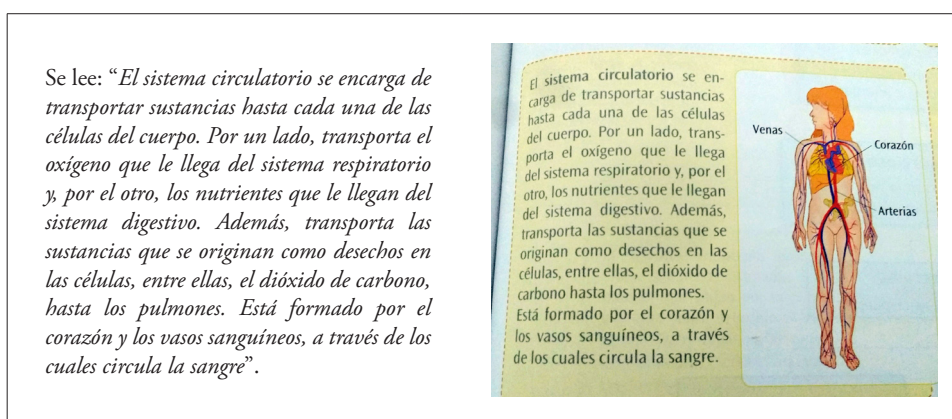 Se lee: “El sistema circulatorio se encarga de
transportar sustancias hasta cada una de las
células del cuerpo. Por un lado, transporta el
oxígeno que le llega del sistema respiratorio
y, por el otro, los nutrientes que le llegan del
sistema digestivo. Además, transporta las
sustancias que se originan como desechos en
las células, entre ellas, el dióxido de carbono,
hasta los pulmones. Está formado por el
corazón y los vasos sanguíneos, a través de los
cuales circula la sangre”.
El sistema circulatorio se en-
carga de transportar sustancias
hasta cada una de las células
del cuerpo. Por un lado, trans-
porta el oxígeno que le llega
del sistema respiratorio y, por el
otro, los nutrientes que le llegan
del sistema digestivo. Además,
transporta las sustancias que se
originan como desechos en las
células, entre ellas, el dióxido de
carbono hasta los pulmones.
Está formado por el corazón y
los vasos sanguíneos, a través
de los cuales circula la sangre.
Venas
Corazón
Arterias